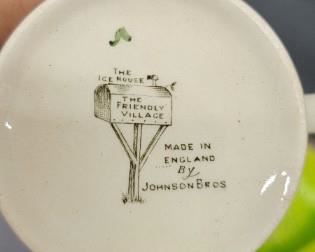 THE
ICE HOUSE
THE
FRIENDLY
VILLAGE
MADE IN
ENGLAND
By
JOHNSON BROS